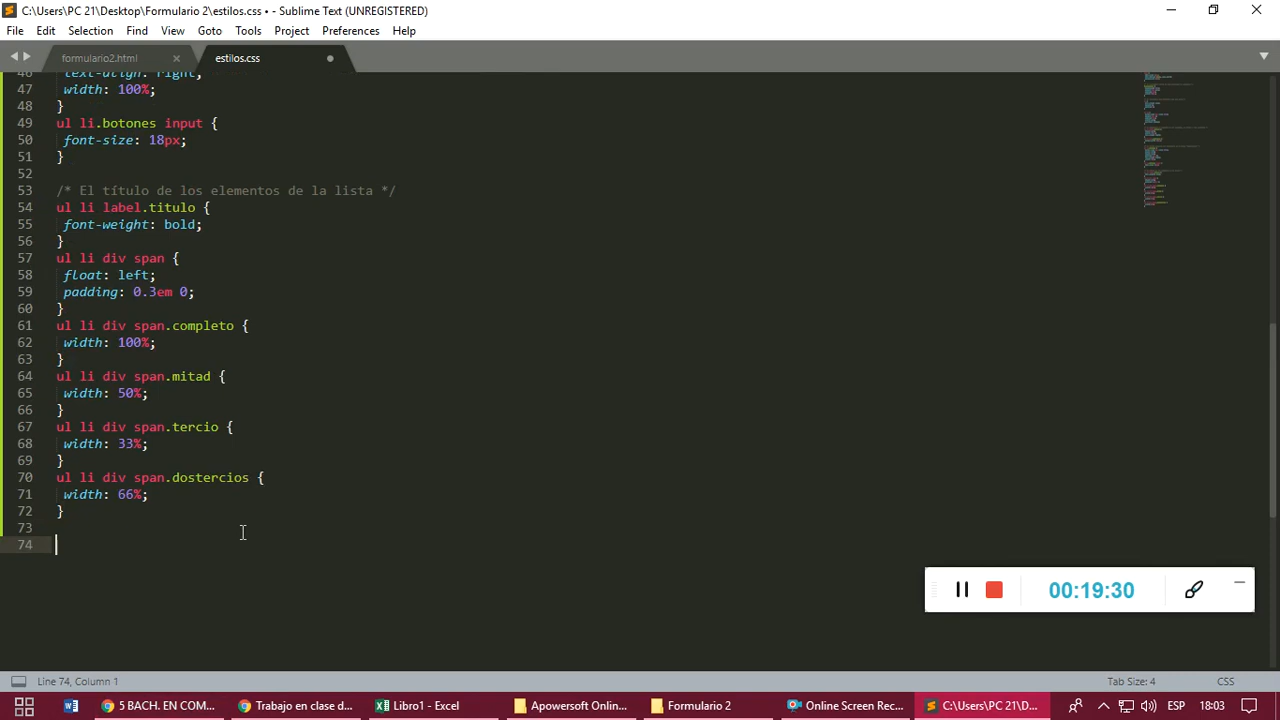 C:\Users\PC 21\Desktop\Formulario 2\estilos.css • - Sublime Text (UNREGISTERED)
File Edit Selection Find View Goto Tools Project Preferences Help
formulario2.html estilos.css
46 text-align: right;
47 width: 100%;
48 }
49 ul li.botones input {
50 font-size: 18px;
51 }
52
53 /* El título de los elementos de la lista */
54 ul li label.titulo {
55 font-weight: bold;
56 }
57 ul li div span {
58 float: left;
59 padding: 0.3em 0;
60 }
61 ul li div span.completo {
62 width: 100%;
63 }
64 ul li div span.mitad {
65 width: 50%;
66 }
67 ul li div span.tercio {
68 width: 33%;
69 }
70 ul li div span.dostercios {
71 width: 66%;
72 }
73
74
00:19:30
Line 74, Column 1 Tab Size: 4 CSS
5 BACH. EN COM... Trabajo en clase d... Libro1 - Excel Apowersoft - Online... Formulario 2 Online Screen Rec... C:\Users\PC 21\D... ESP 18:03